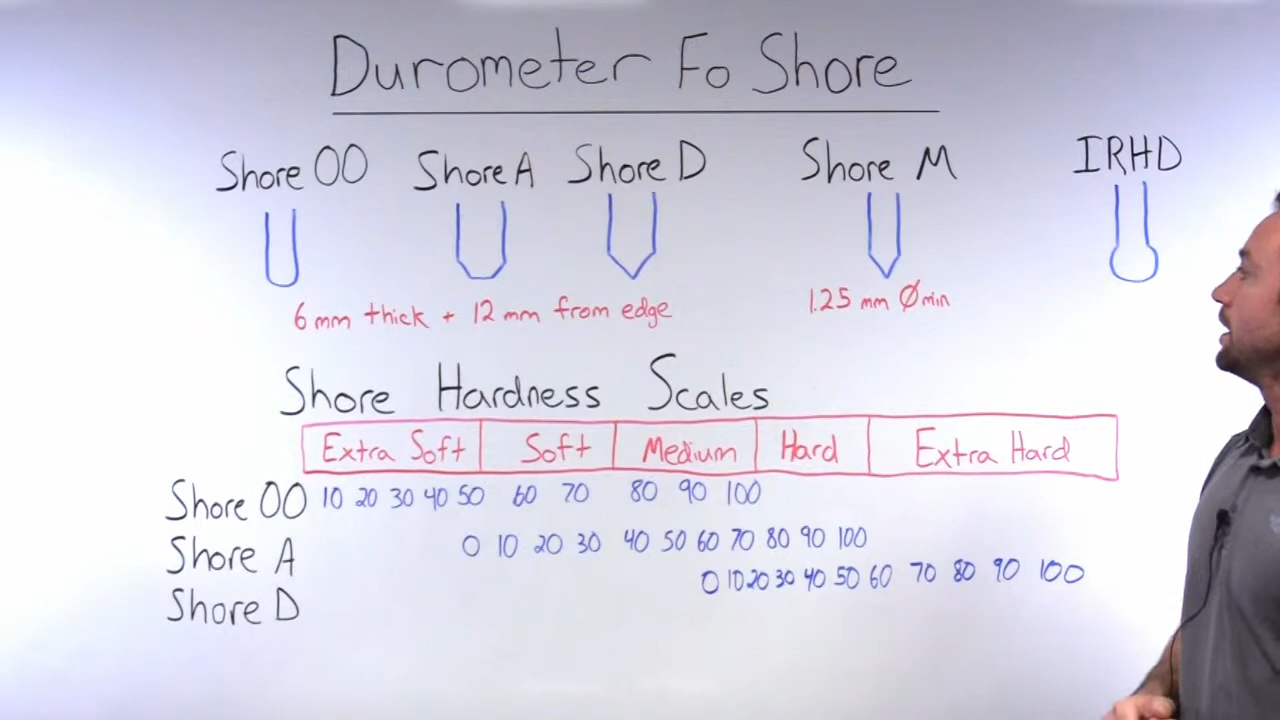 Durometer Fo Shore
Shore OO Shore A Shore D Shore M IRHD
6 mm thick + 12 mm from edge 1.25 mm Ømin
Shore Hardness Scales
Extra Soft Soft Medium Hard Extra Hard
Shore OO 10 20 30 40 50 60 70 80 90 100
Shore A 0 10 20 30 40 50 60 70 80 90 100
Shore D 0 10 20 30 40 50 60 70 80 90 100